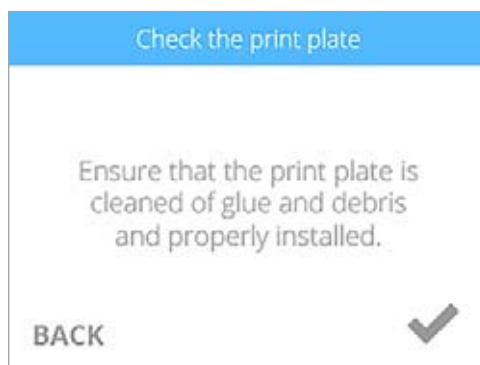 Check the print plate
Ensure that the print plate is
cleaned of glue and debris
and properly installed.
BACK